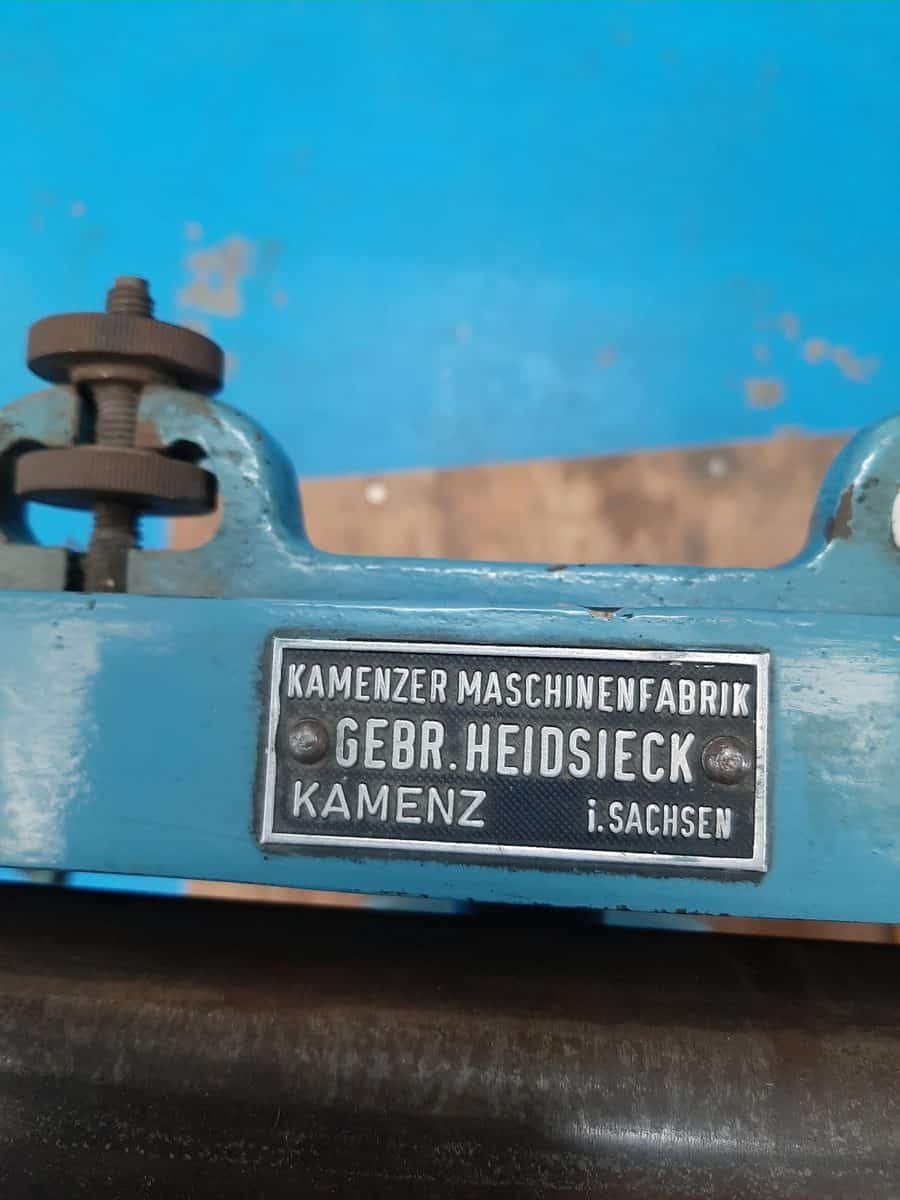 KAMENZER MASCHINENFABRIK
GEBR. HEIDSIECK
KAMENZ i. SACHSEN